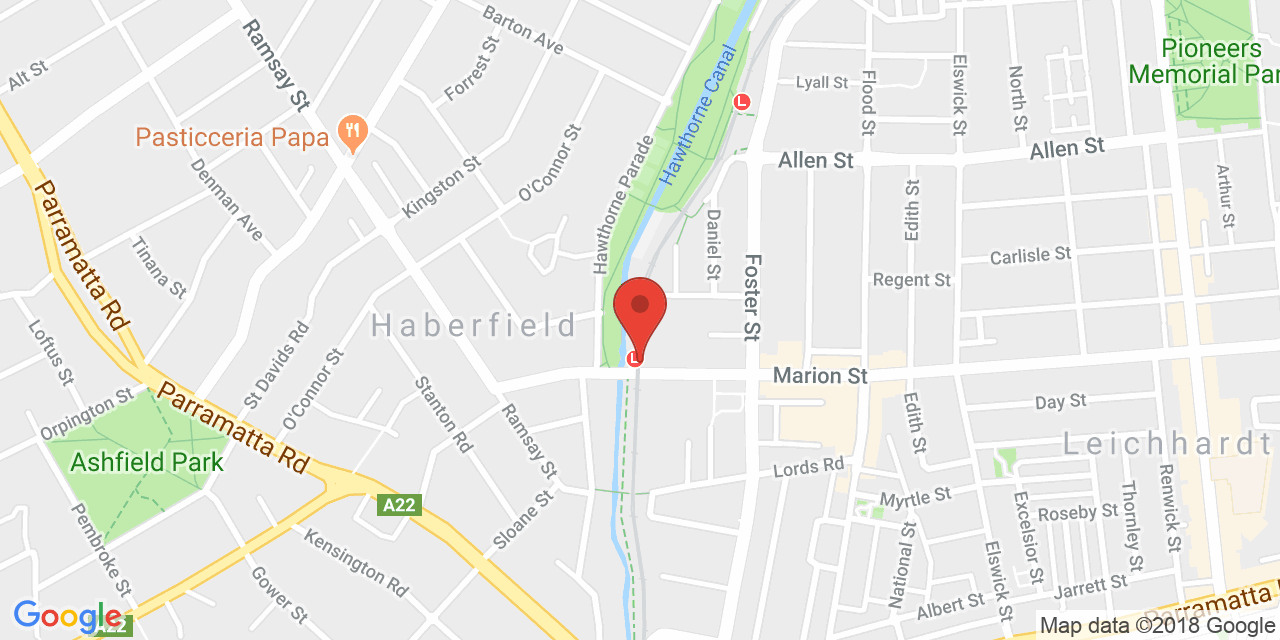 Barton Ave
Ramsay St
Alt St
Forrest St
Pasticceria Papa
Denman Ave
Kingston St
O'Connor St
Hawthorne Parade
Hawthorne Canal
L
Lyall St
Flood St
Elswick St
North St
Pioneers
Memorial Par
Allen St
Allen St
Arthur St
Parramatta Rd
Tinana St
Daniel St
Edith St
Carlisle St
Regent St
Foster St
Haberfield
Loftus St
St Davids Rd
O'Connor St
L
Marion St
Orpington St
Parramatta Rd
Stanton Rd
Ramsay St
Edith St
Day St
Leichhardt
Ashfield Park
Lords Rd
A22
Sloane St
Myrtle St
Excelsior St
Roseby St
Thornley St
Renwick St
Pembroke St
Kensington Rd
Gower St
National St
Elswick St
Albert St
Jarrett St
Parramatta R
Google
A22
Map data ©2018 Google